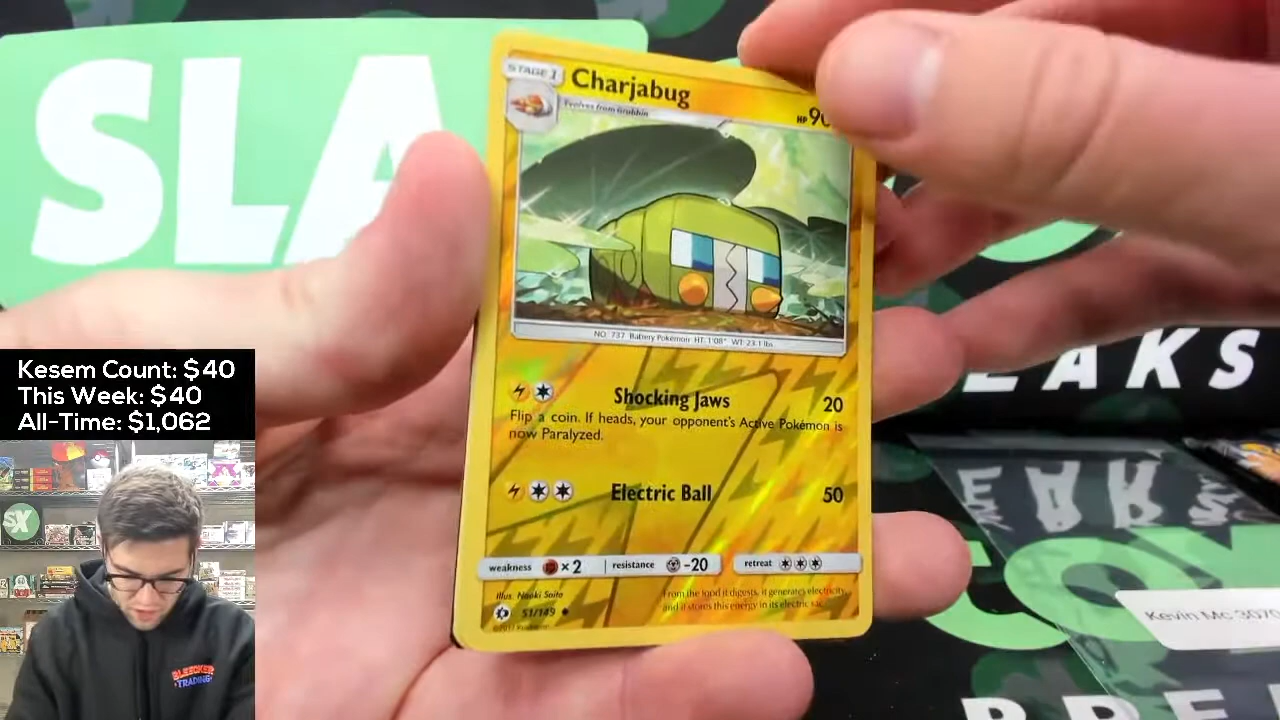 SLA
STAGE 1
Charjabug
Evolves from Grubbin
HP 90
NO. 737 Battery Pokémon HT: 1'08" WT: 23.1 lbs
Shocking Jaws 20
Flip a coin. If heads, your opponent's Active Pokémon is
now Paralyzed.
Electric Ball 50
weakness ×2 resistance -20 retreat
Illus. Naoki Saito
51/149
©2017 Pokémon
From the food it digests, it generates electricity,
and it stores this energy in its electric sac.
Kesem Count: $40
This Week: $40
All-Time: $1,062
SX
BLEECKER
TRADING
EAKS
Kevin Mc 3070